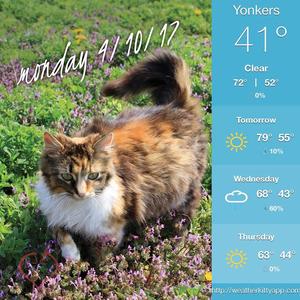 monday 4/10/17
Yonkers
41°
Clear
72° | 52°
0%
Tomorrow
79° 55°
10%
Wednesday
68° 43°
60%
Thursday
63° 44°
0%
http://weatherkittyapp.com